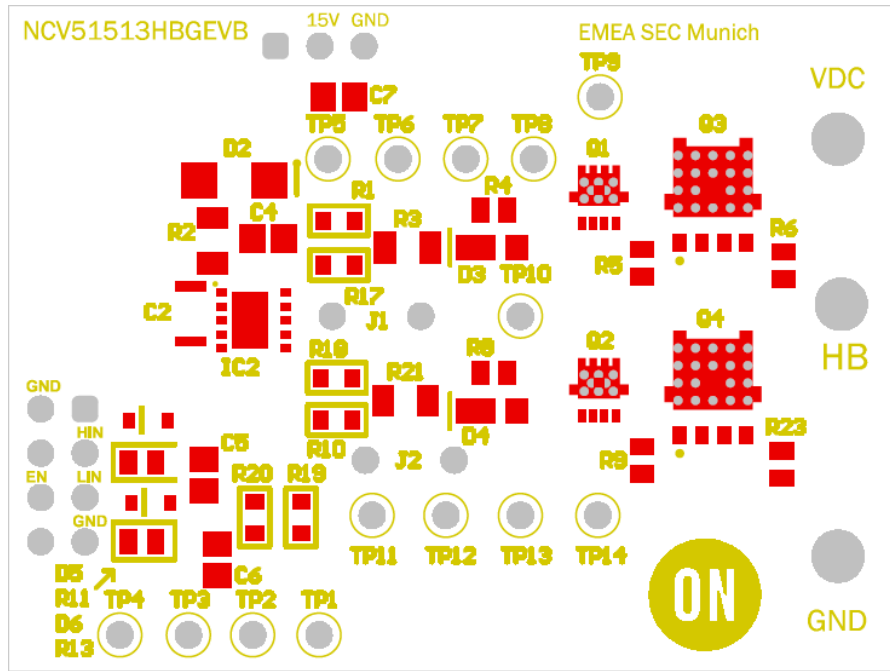 NCV51513HBGEVB
15V GND
EMEA SEC Munich
TP9
VDC
C7
TP5 TP6 TP7 TP8
Q1 Q3
D2
R1 R4
C4 R3
R2
R6
R5
D3 TP10
R17
C2 J1
IC2
HB
Q2 Q4
R18 R8
R21
GND
HIN
C5
R10 D4
R23
J2
R9
EN LIN
R20 R19
GND
TP11 TP12 TP13 TP14
D5
R11
C6
TP4 TP3 TP2 TP1
D6
R13
ON
GND